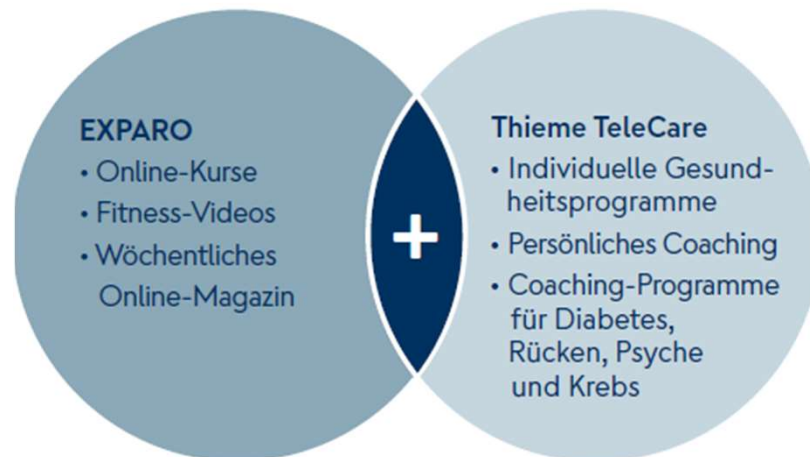 EXPARO
• Online-Kurse
• Fitness-Videos
• Wöchentliches
Online-Magazin
+
Thieme TeleCare
• Individuelle Gesund-
heitsprogramme
• Persönliches Coaching
• Coaching-Programme
für Diabetes,
Rücken, Psyche
und Krebs